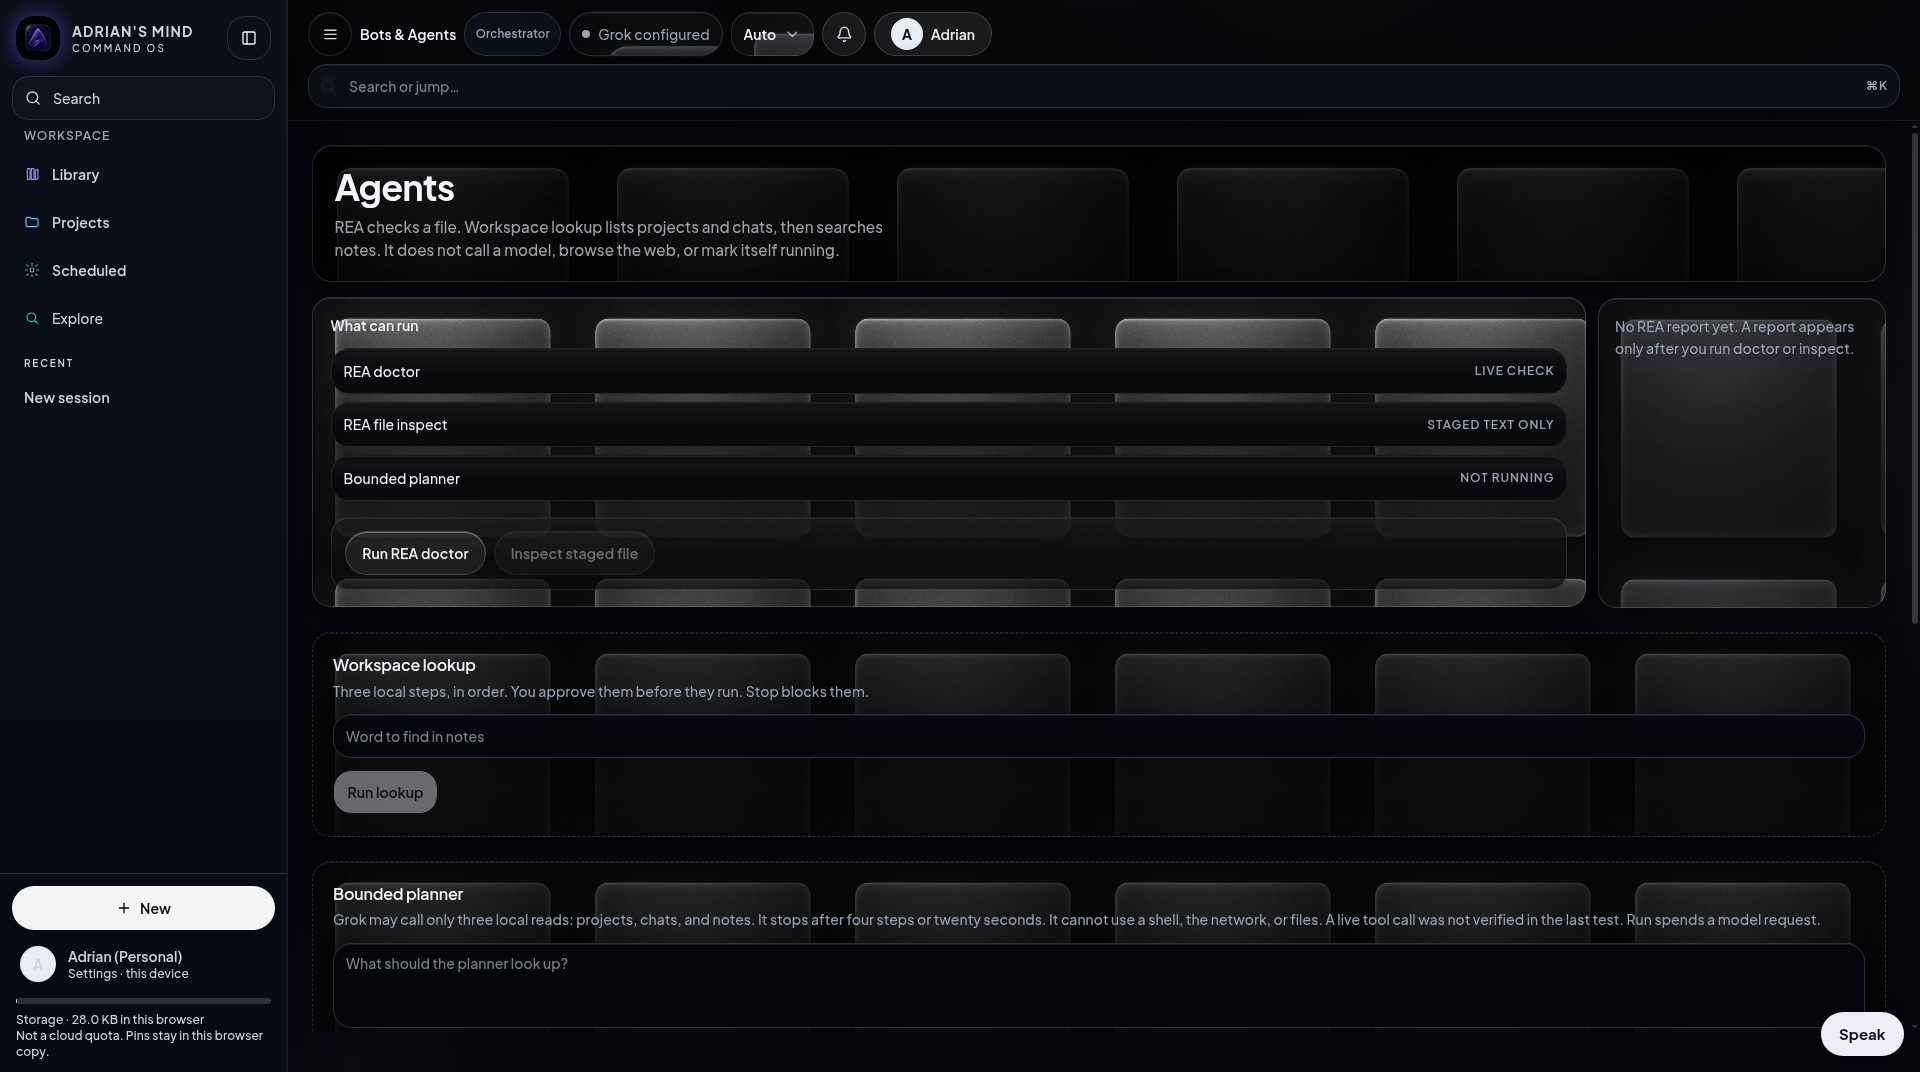 ADRIAN'S MIND
COMMAND OS
Search
WORKSPACE
Library
Projects
Scheduled
Explore
RECENT
New session
New
A
Adrian (Personal)
Settings · this device
Storage · 28.0 KB in this browser
Not a cloud quota. Pins stay in this browser
copy.
Bots & Agents
Orchestrator
Grok configured
Auto
A
Adrian
Search or jump…
⌘K
Agents
REA checks a file. Workspace lookup lists projects and chats, then searches
notes. It does not call a model, browse the web, or mark itself running.
What can run
REA doctor
LIVE CHECK
REA file inspect
STAGED TEXT ONLY
Bounded planner
NOT RUNNING
Run REA doctor
Inspect staged file
No REA report yet. A report appears
only after you run doctor or inspect.
Workspace lookup
Three local steps, in order. You approve them before they run. Stop blocks them.
Word to find in notes
Run lookup
Bounded planner
Grok may call only three local reads: projects, chats, and notes. It stops after four steps or twenty seconds. It cannot use a shell, the network, or files. A live tool call was not verified in the last test. Run spends a model request.
What should the planner look up?
Speak